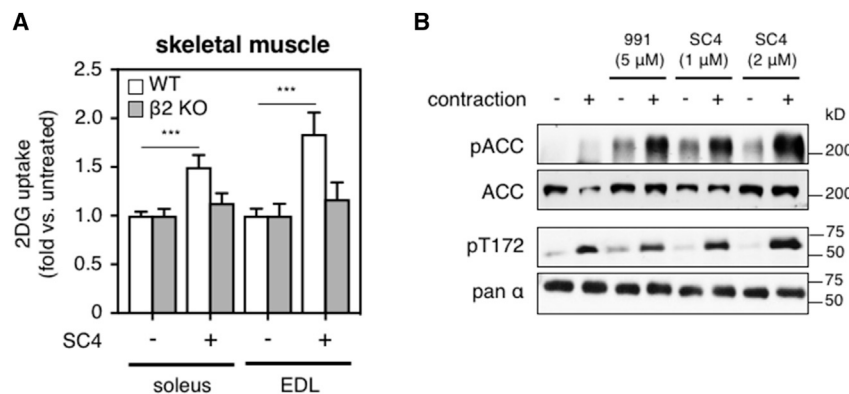 A
skeletal muscle
2DG uptake
(fold vs. untreated)
2.5
2.0
1.5
1.0
0.5
0
WT
β2 KO
***
***
SC4 - + - +
soleus EDL
B
991 SC4 SC4
(5 µM) (1 µM) (2 µM)
contraction - + - + - + - +
kD
pACC 200
ACC 200
pT172 75
50
pan α 75
50